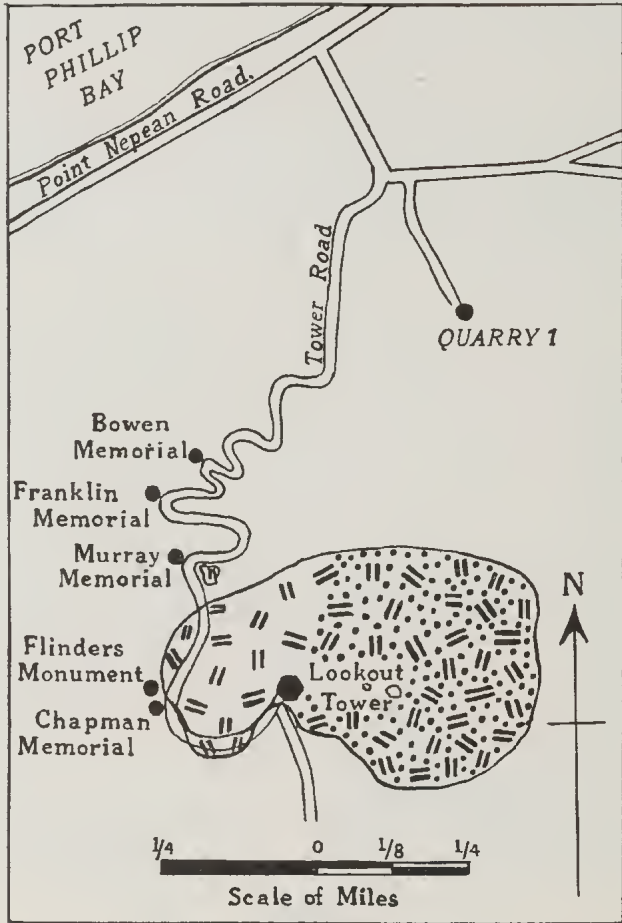 PORT
PHILLIP
BAY
Point Nepean Road.
Tower Road
QUARRY 1
Bowen
Memorial
Franklin
Memorial
Murray
Memorial
N
Flinders
Monument
Lookout
Tower
Chapman
Memorial
1/4 0 1/8 1/4
Scale of Miles